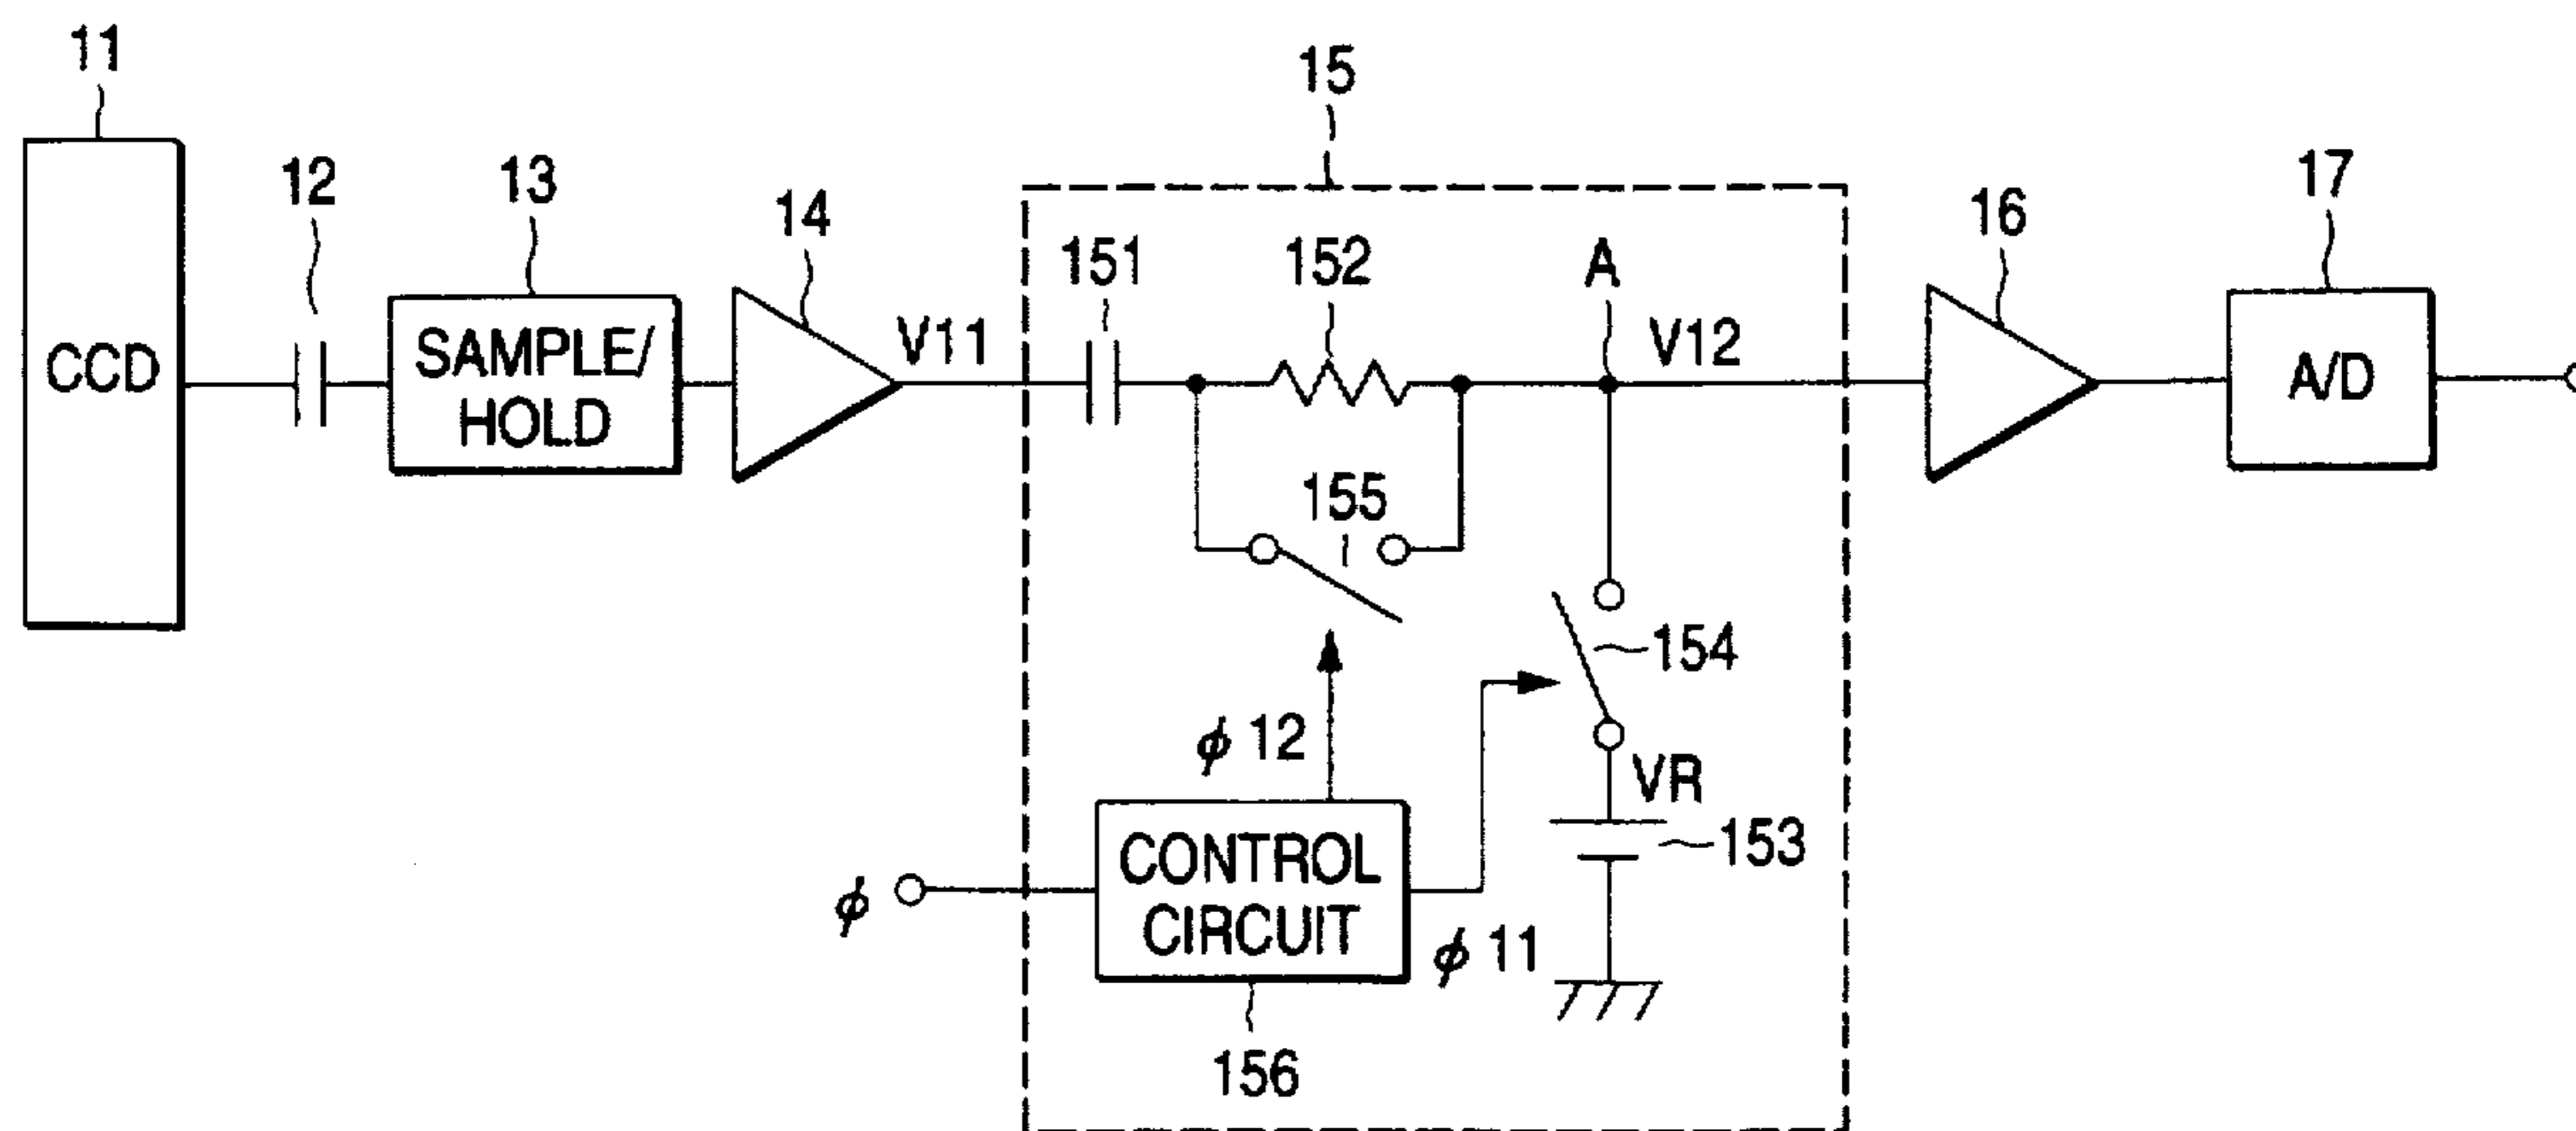 11
15
12
13
14
151
152
A
16
17
CCD
SAMPLE/
HOLD
V11
V12
A/D
155
154
φ 12
VR
153
φ
CONTROL
CIRCUIT
φ 11
156